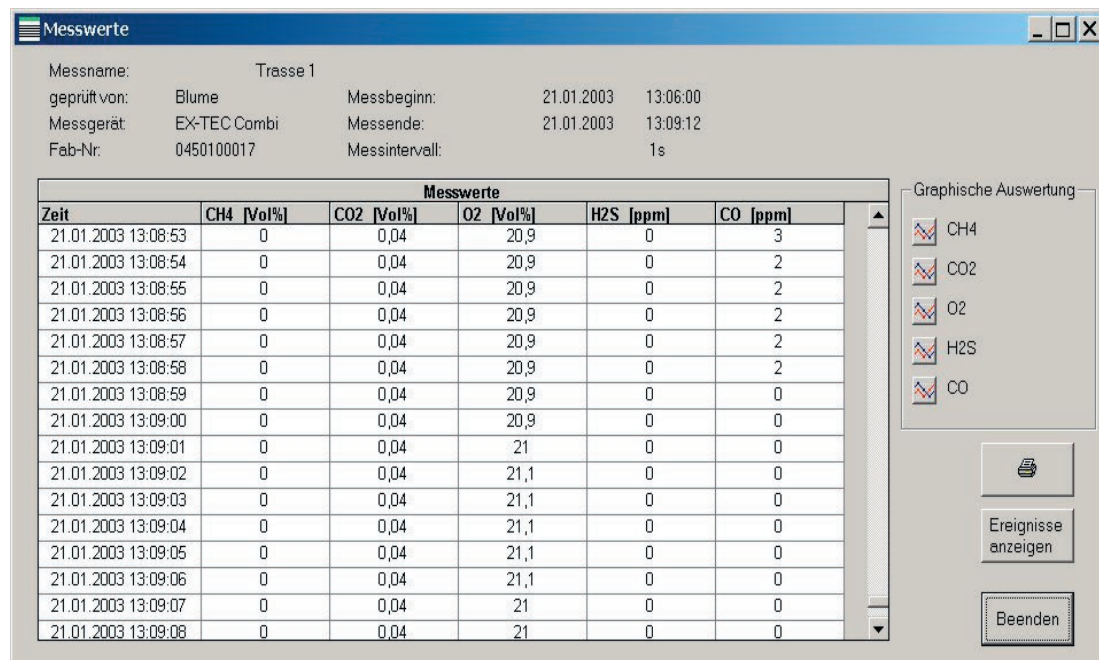 Messwerte
Messname: Trasse 1
geprüft von: Blume Messbeginn: 21.01.2003 13:06:00
Messgerät: EX-TEC Combi Messende: 21.01.2003 13:09:12
Fab-Nr: 0450100017 Messintervall: 1s
Messwerte
Zeit CH4 [Vol%] CO2 [Vol%] O2 [Vol%] H2S [ppm] CO [ppm]
21.01.2003 13:08:53 0 0,04 20,9 0 3
21.01.2003 13:08:54 0 0,04 20,9 0 2
21.01.2003 13:08:55 0 0,04 20,9 0 2
21.01.2003 13:08:56 0 0,04 20,9 0 2
21.01.2003 13:08:57 0 0,04 20,9 0 2
21.01.2003 13:08:58 0 0,04 20,9 0 2
21.01.2003 13:08:59 0 0,04 20,9 0 0
21.01.2003 13:09:00 0 0,04 20,9 0 0
21.01.2003 13:09:01 0 0,04 21 0 0
21.01.2003 13:09:02 0 0,04 21,1 0 0
21.01.2003 13:09:03 0 0,04 21,1 0 0
21.01.2003 13:09:04 0 0,04 21,1 0 0
21.01.2003 13:09:05 0 0,04 21,1 0 0
21.01.2003 13:09:06 0 0,04 21,1 0 0
21.01.2003 13:09:07 0 0,04 21 0 0
21.01.2003 13:09:08 0 0,04 21 0 0
Graphische Auswertung
CH4
CO2
O2
H2S
CO
Ereignisse
anzeigen
Beenden